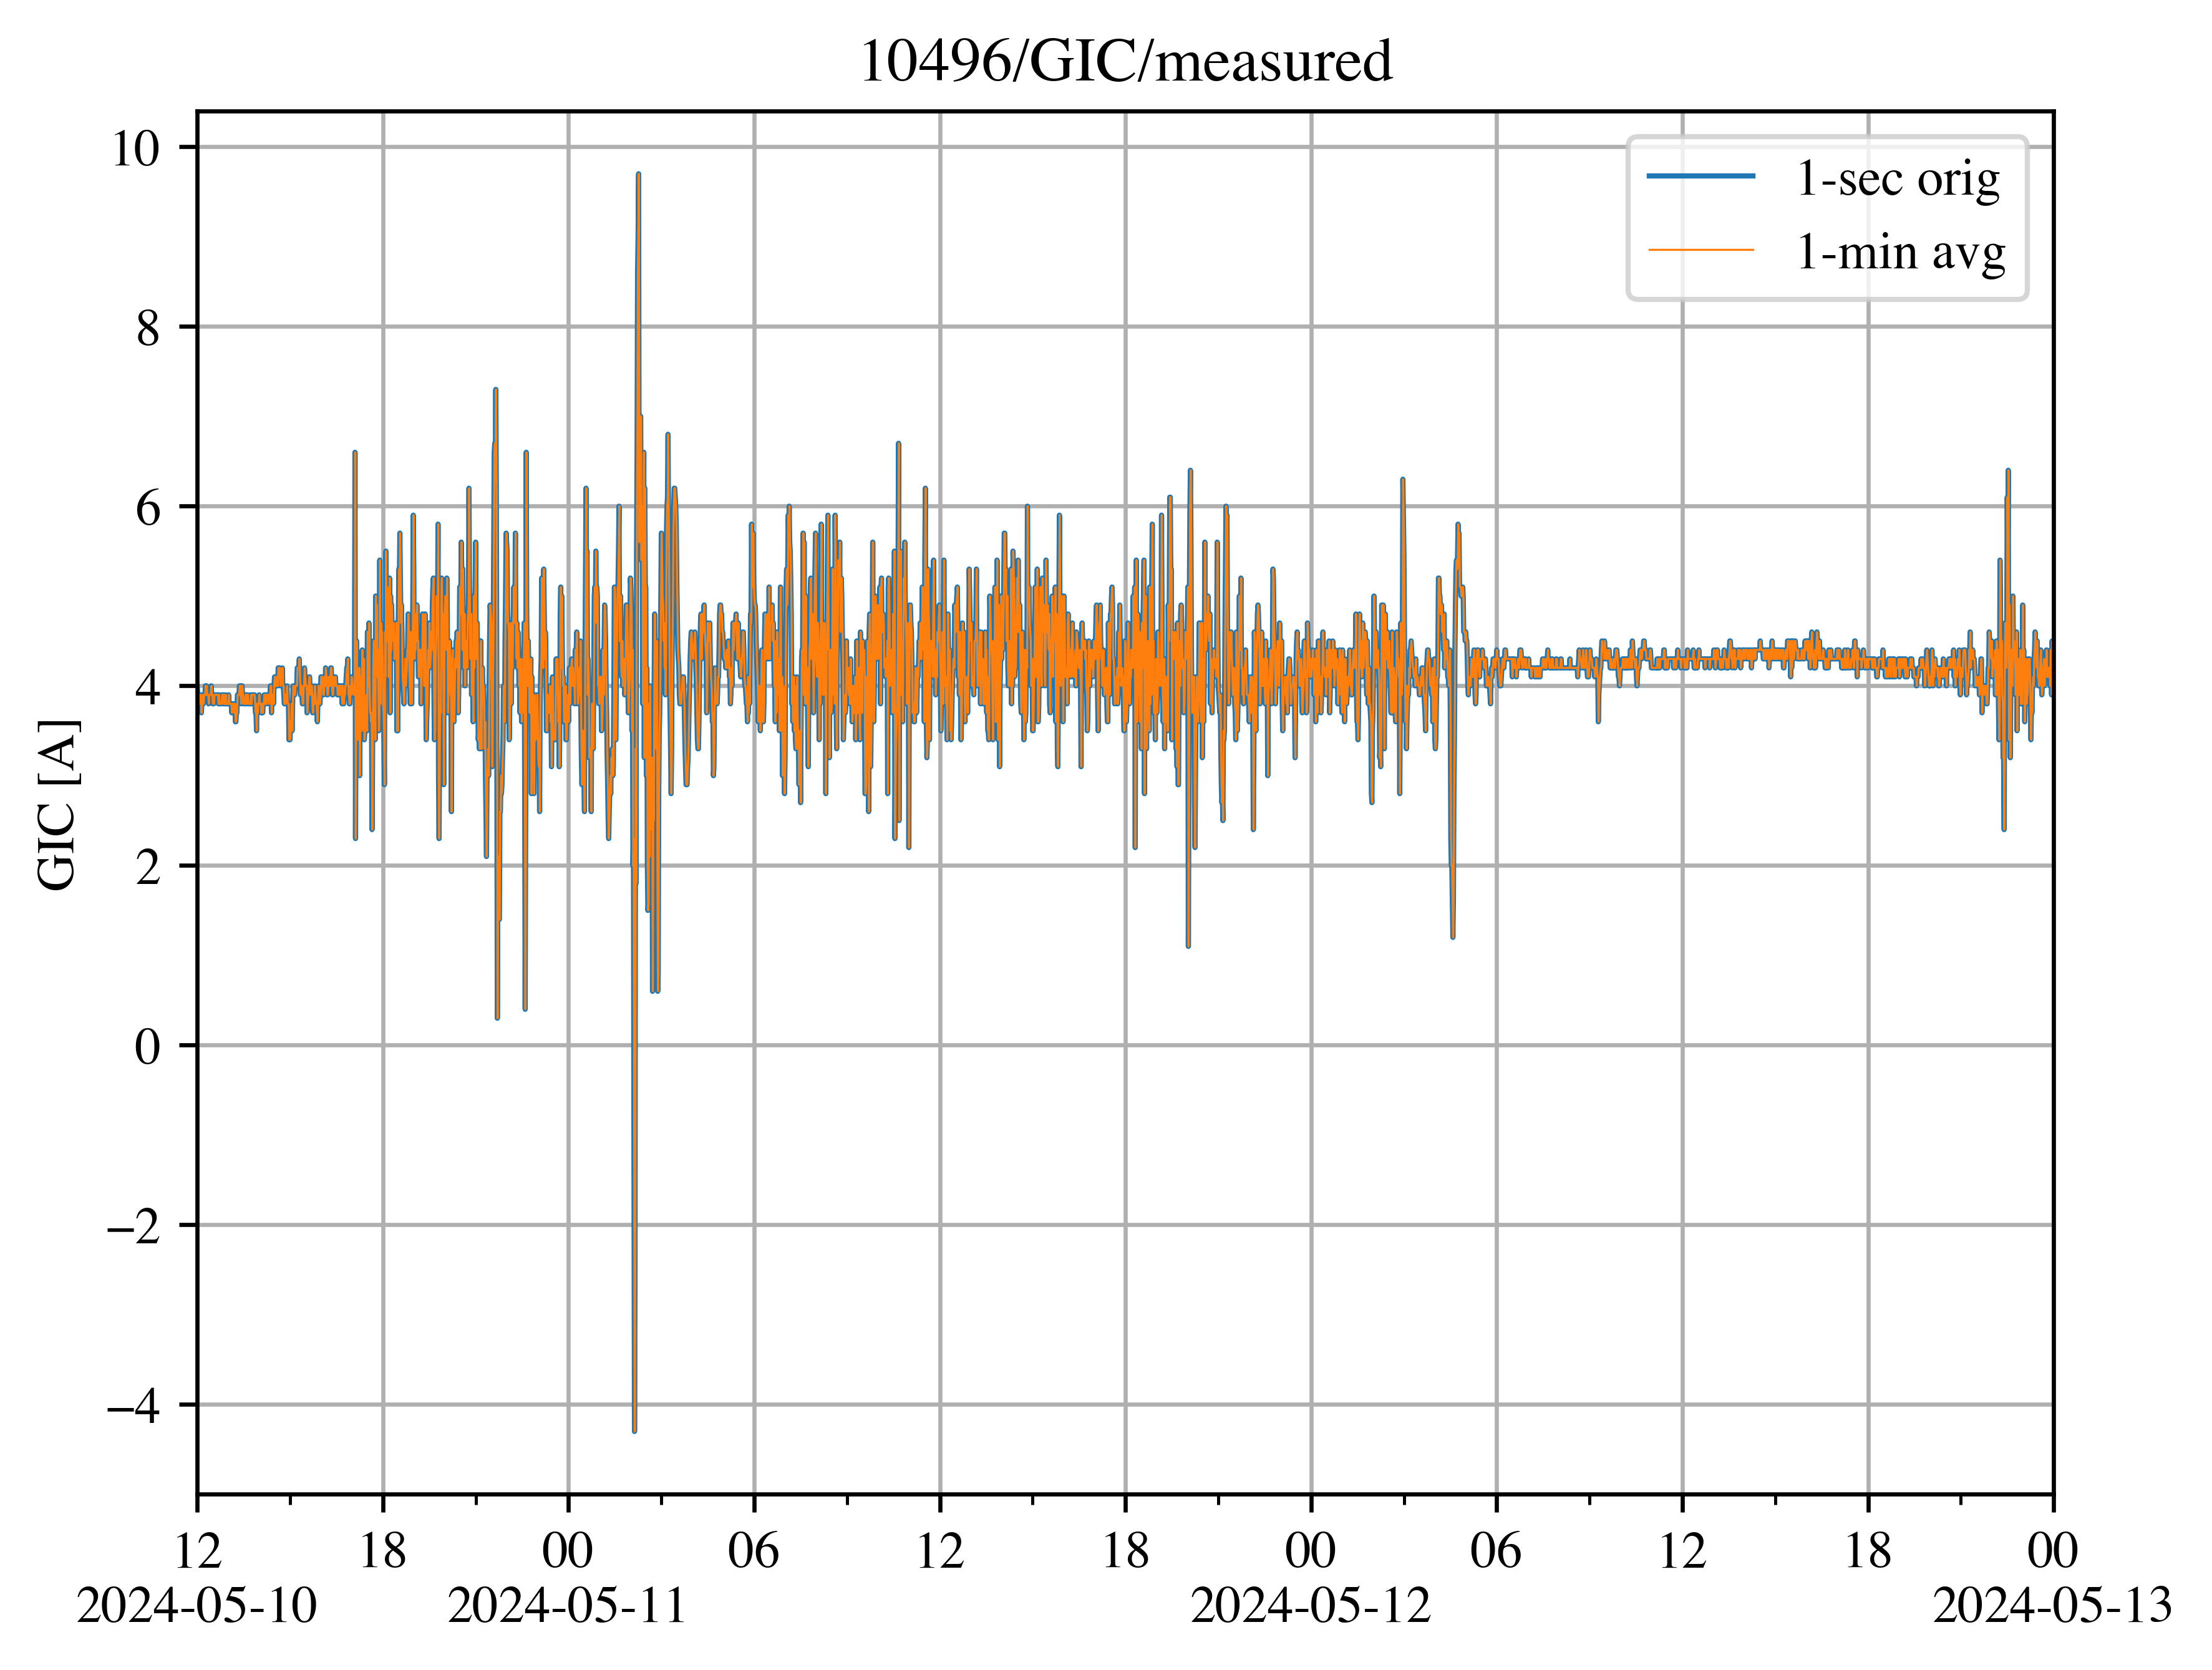 10496/GIC/measured
1-sec orig
1-min avg
10
8
6
4
2
0
−2
−4
GIC [A]
12 18 00 06 12 18 00 06 12 18 00
2024-05-10 2024-05-11 2024-05-12 2024-05-13